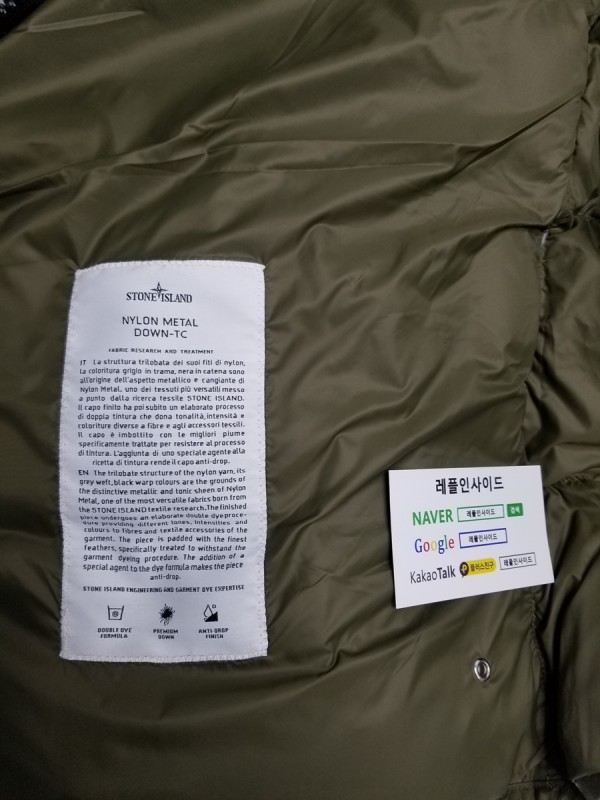 STONE ISLAND
NYLON METAL
DOWN-TC
FABRIC RESEARCH AND TREATMENT
IT La struttura trilobata dei suoi fili di nylon,
la coloritura grigio in trama, nera in catena sono
all'origine dell'aspetto metallico e cangiante di
Nylon Metal, uno dei tessuti più versatili messo
a punto dalla ricerca tessile STONE ISLAND.
Il capo finito ha poi subito un elaborato processo
di doppia tintura che dona tonalità, intensità e
coloriture diverse a fibre e agli accessori tessili.
Il capo è imbottito con le migliori piume
specificamente trattate per resistere al processo
di tintura. L'aggiunta di uno speciale agente alla
ricetta di tintura rende il capo anti-drop.
EN The trilobate structure of the nylon yarn, its
grey weft, black warp colours are the grounds of
the distinctive metallic and tonic sheen of Nylon
Metal, one of the most versatile fabrics born from
the STONE ISLAND textile research. The finished
piece undergoes an elaborate double dye proce-
dure providing different tones, intensities and
colours to fibres and textile accessories of the
garment. The piece is padded with the finest
feathers, specifically treated to withstand the
garment dyeing procedure. The addition of a
special agent to the dye formula makes the piece
anti-drop.
STONE ISLAND ENGINEERING AND GARMENT DYE EXPERTISE
DOUBLE DYE
FORMULA
PREMIUM
DOWN
ANTI DROP
FINISH
레플인사이드
NAVER 레플인사이드 검색
Google 레플인사이드
KakaoTalk P 플러스친구 레플인사이드